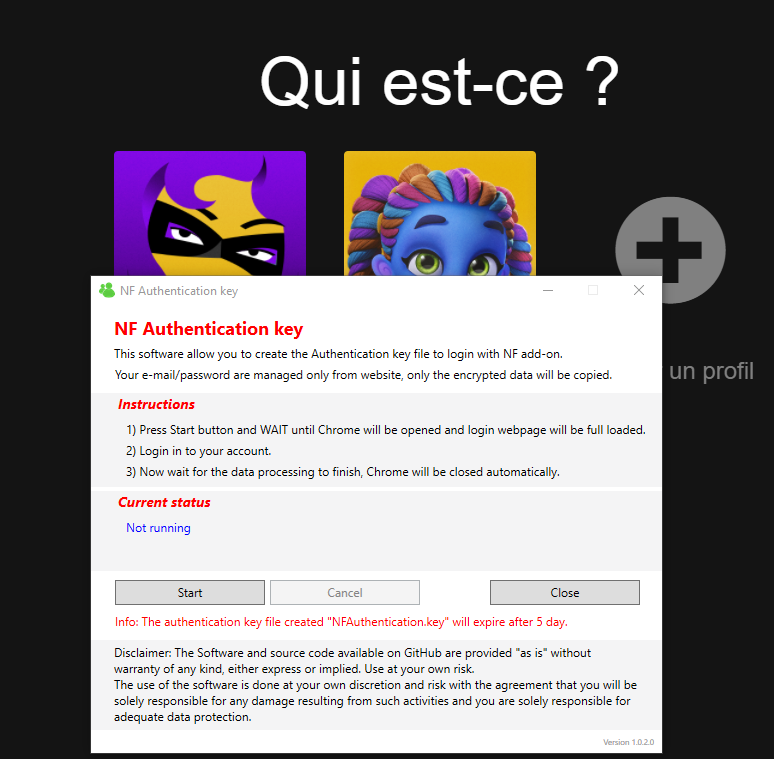 Qui est-ce ?
un profil
NF Authentication key
NF Authentication key
This software allow you to create the Authentication key file to login with NF add-on.
Your e-mail/password are managed only from website, only the encrypted data will be copied.
Instructions
1) Press Start button and WAIT until Chrome will be opened and login webpage will be full loaded.
2) Login in to your account.
3) Now wait for the data processing to finish, Chrome will be closed automatically.
Current status
Not running
Start Cancel Close
Info: The authentication key file created "NFAuthentication.key" will expire after 5 day.
Disclaimer: The Software and source code available on GitHub are provided "as is" without
warranty of any kind, either express or implied. Use at your own risk.
The use of the software is done at your own discretion and risk with the agreement that you will be
solely responsible for any damage resulting from such activities and you are solely responsible for
adequate data protection.
Version 1.0.2.0